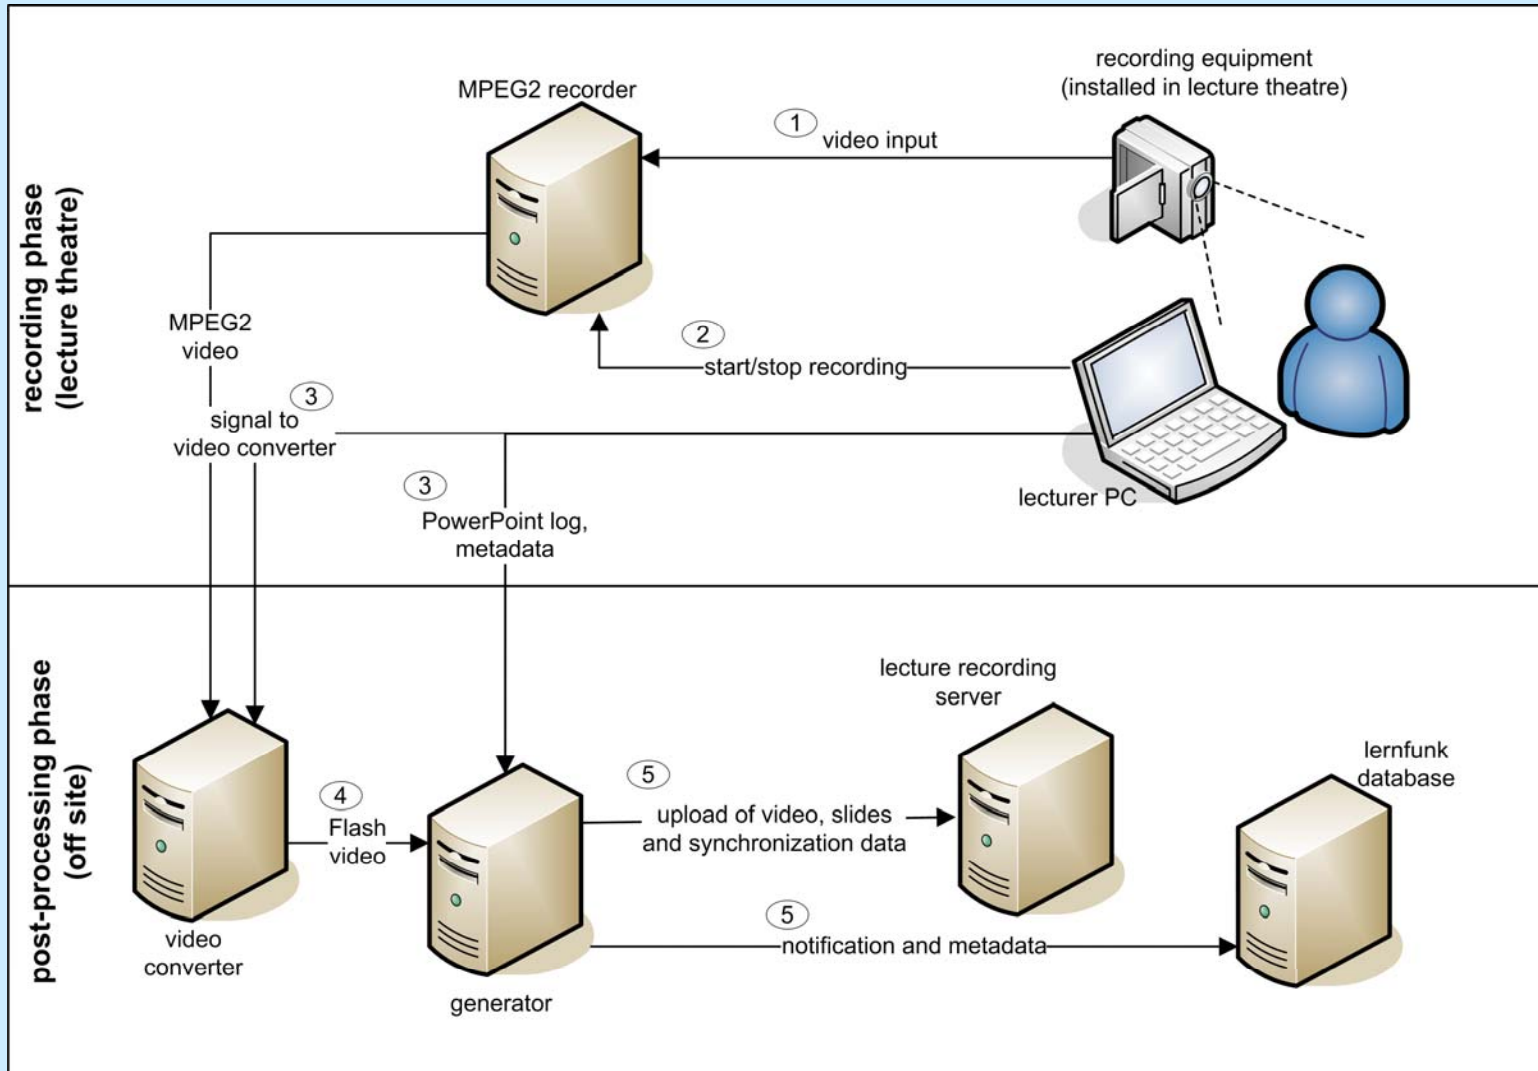 recording phase
(lecture theatre)
MPEG2 recorder
recording equipment
(installed in lecture theatre)
1
video input
2
start/stop recording
MPEG2
video
3
signal to
video converter
3
PowerPoint log,
metadata
lecturer PC
post-processing phase
(off site)
video
converter
4
Flash
video
generator
5
upload of video, slides
and synchronization data
lecture recording
server
5
notification and metadata
lernfunk
database